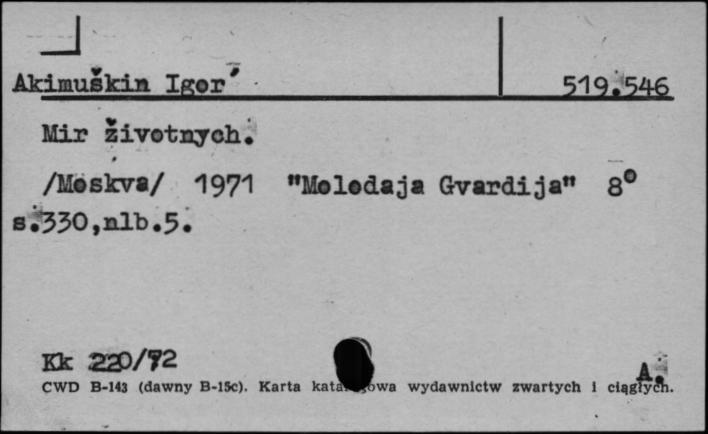 Akimuškin Igor´ 519.546
Mir životnych.
/Moskva/ 1971 "Molodaja Gvardija" 8°
s.330,nlb.5.
Kk 220/72
A.
CWD B-143 (dawny B-15c). Karta katalogowa wydawnictw zwartych i ciągłych.